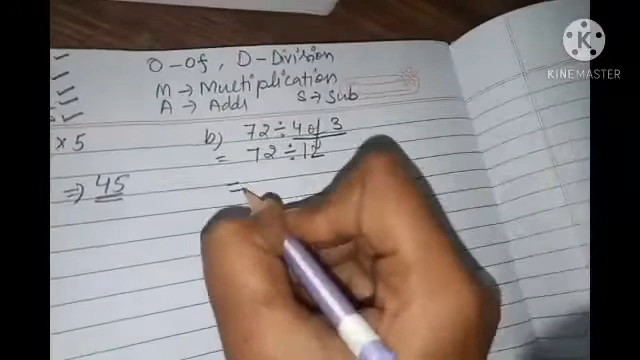 O - Of , D - Division
M → Multiplication
A → Add S → Sub
x 5 b) 72 ÷ 4 of 3
= 72 ÷ 12
⇒ 45 =
KINEMASTER